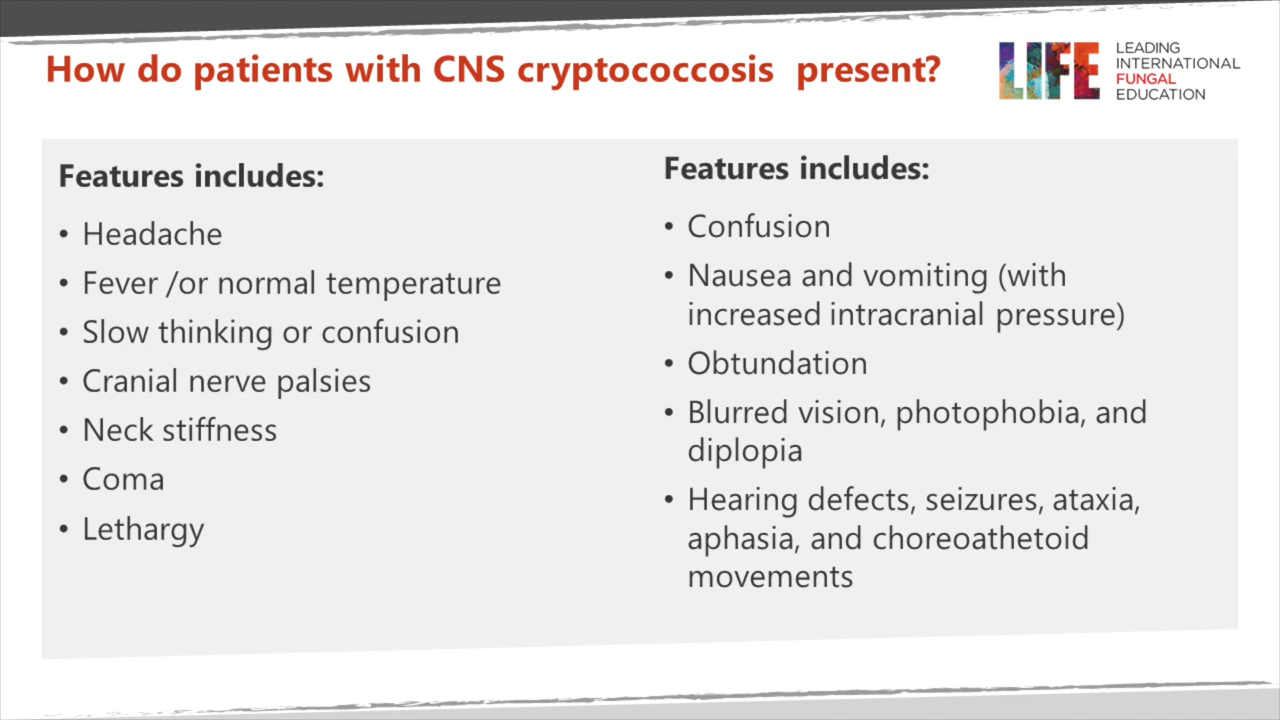 How do patients with CNS cryptococcosis  present?
LIFE
LEADING
INTERNATIONAL
FUNGAL
EDUCATION
Features includes:
• Headache
• Fever /or normal temperature
• Slow thinking or confusion
• Cranial nerve palsies
• Neck stiffness
• Coma
• Lethargy
Features includes:
• Confusion
• Nausea and vomiting (with
increased intracranial pressure)
• Obtundation
• Blurred vision, photophobia, and
diplopia
• Hearing defects, seizures, ataxia,
aphasia, and choreoathetoid
movements